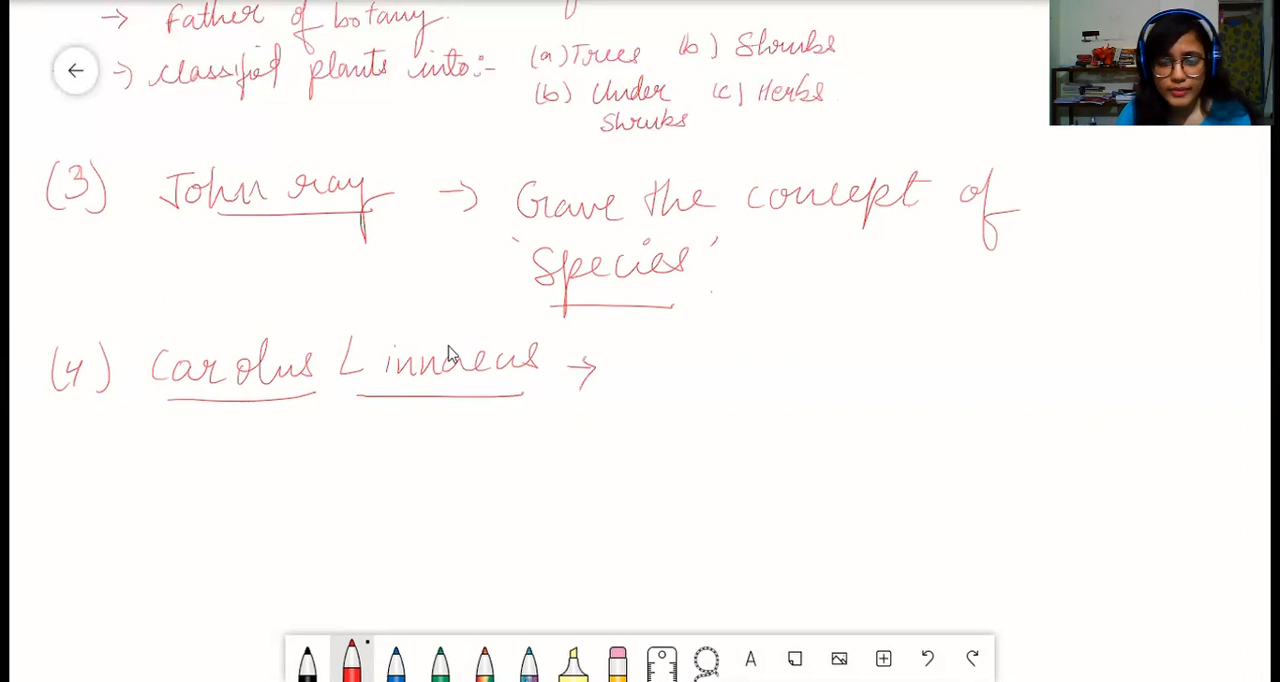 → Father of botany.
→ classified plants into:- (a) Trees (b) Shrubs
(b) Under Shrubs (c) Herbs
(3) John ray → Gave the concept of
'Species'.
(4) Carolus Linnaeus →
A